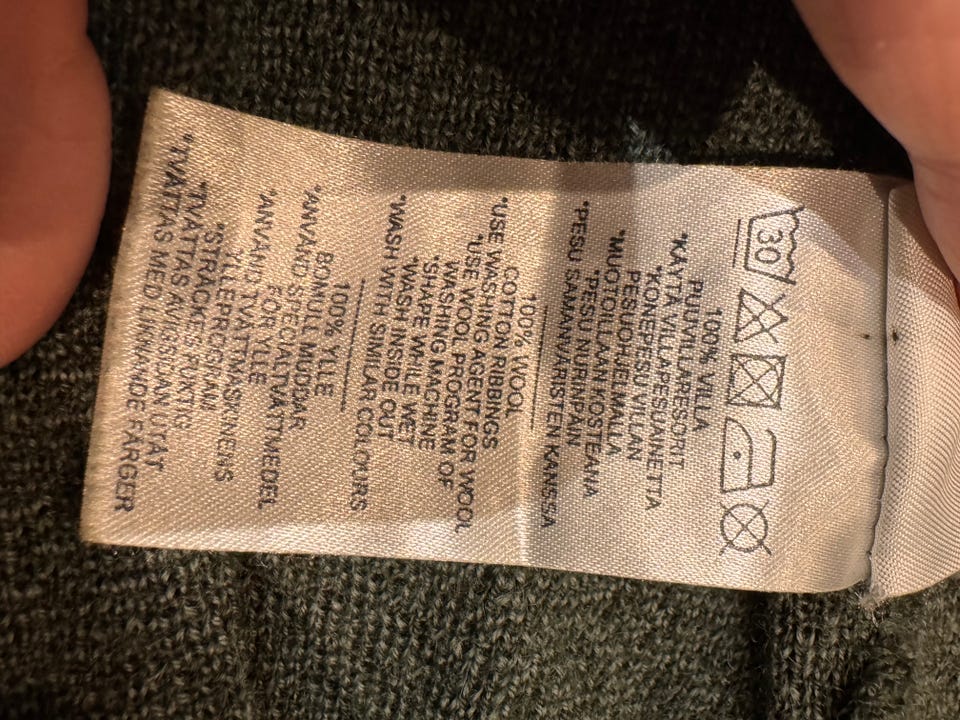 30
100% VILLA
PUUVILLARESORIT
*KÄYTÄ VILLAPESUAINETTA
*KONEPESU VILLAN
PESUOHJELMALLA
*MUOTOILLAAN KOSTEANA
*PESU NURINPÄIN
*PESU SAMANVÄRISTEN KANSSA
100% WOOL
COTTON RIBBINGS
*USE WASHING AGENT FOR WOOL
*USE WOOL PROGRAM OF
WASHING MACHINE
*SHAPE WHILE WET
*WASH INSIDE OUT
*WASH WITH SIMILAR COLOURS
100% YLLE
BOMULL MUDDAR
*ANVÄND SPECIALTVÄTTMEDEL
FÖR YLLE
*ANVÄND TVÄTTMASKINENS
YLLEPROGRAM
*STRÄCKES FUKTIG
*TVÄTTAS AVIGSIDAN UTÅT
*TVÄTTAS MED LIKNANDE FÄRGER